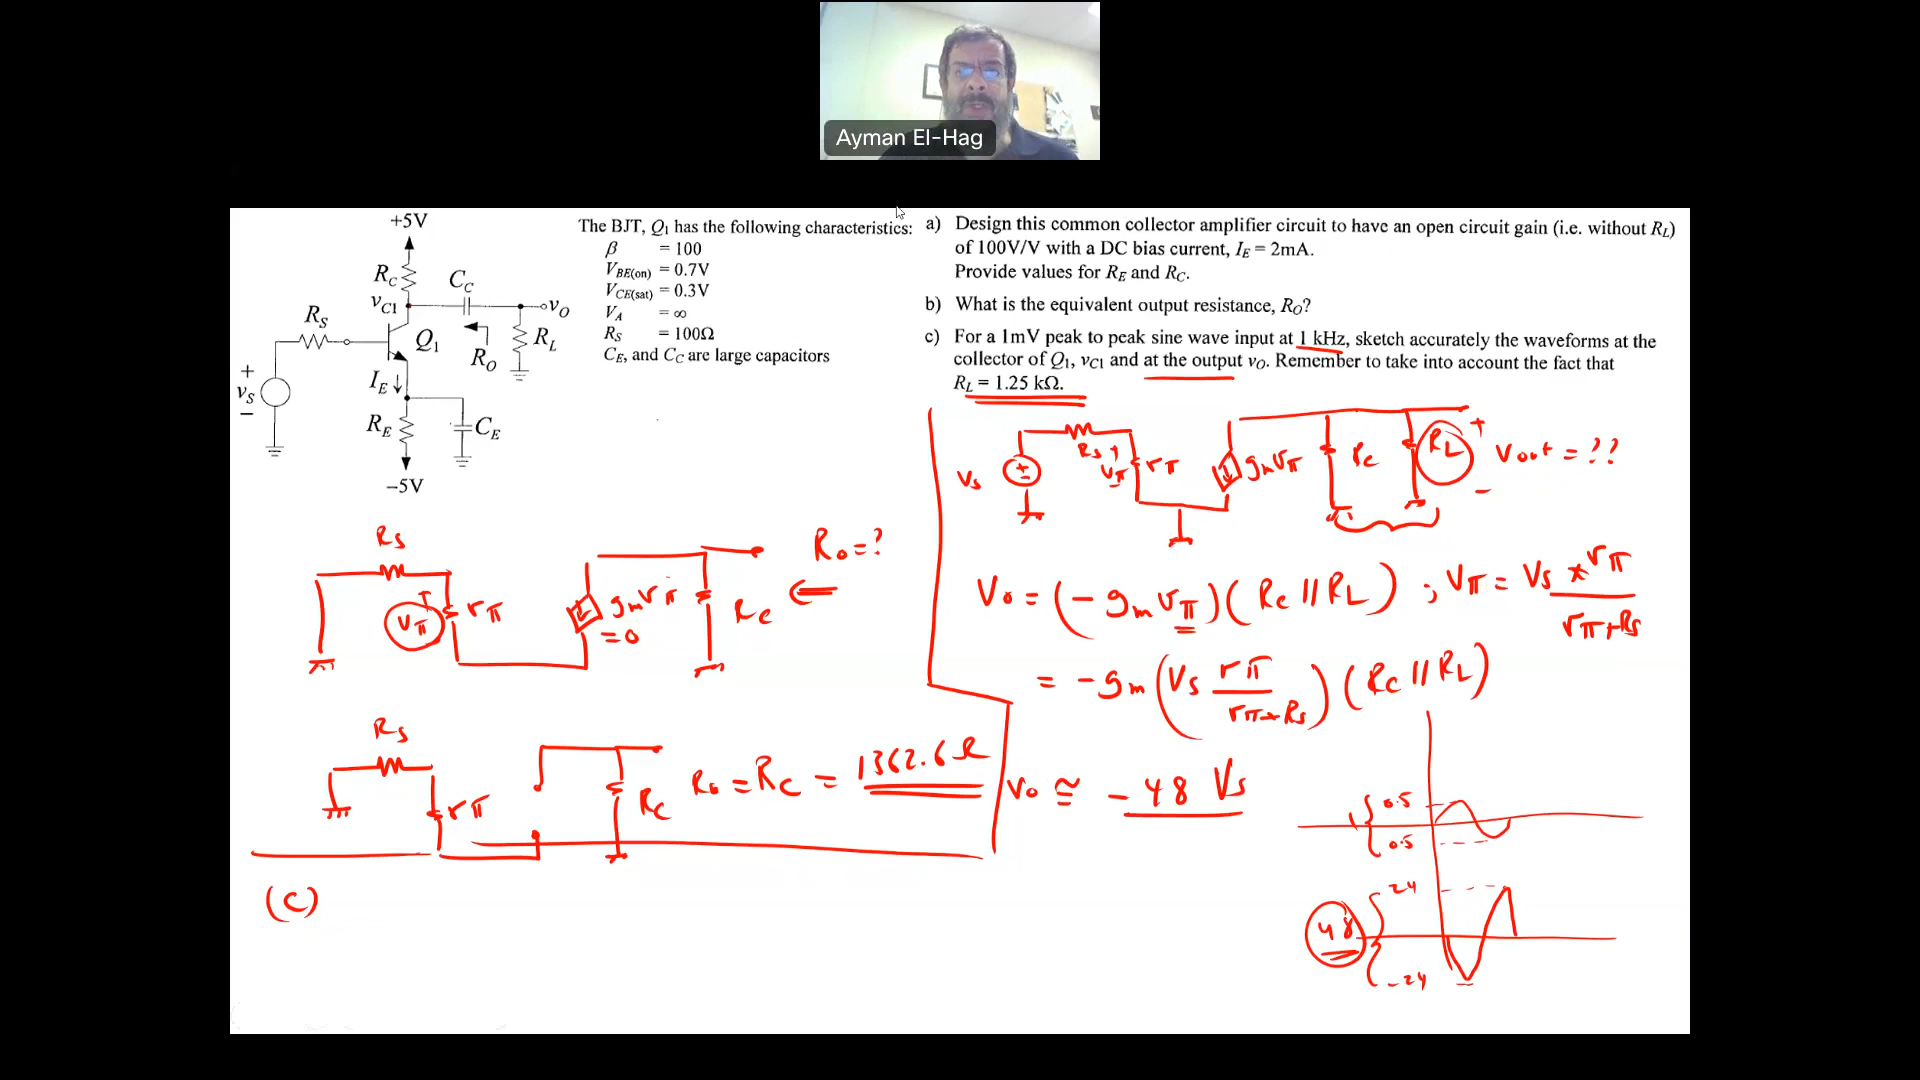 Ayman El-Hag
+5V
R_C
C_C
v_C1
v_O
R_S
Q_1
R_L
R_O
+
v_S
−
I_E ↓
R_E
C_E
−5V
The BJT, Q_1 has the following characteristics:
β = 100
V_BE(on) = 0.7V
V_CE(sat) = 0.3V
V_A = ∞
R_S = 100Ω
C_E, and C_C are large capacitors
a) Design this common collector amplifier circuit to have an open circuit gain (i.e. without R_L)
of 100V/V with a DC bias current, I_E = 2mA.
Provide values for R_E and R_C.
b) What is the equivalent output resistance, R_O?
c) For a 1mV peak to peak sine wave input at 1 kHz, sketch accurately the waveforms at the
collector of Q_1, v_C1 and at the output v_O. Remember to take into account the fact that
R_L = 1.25 kΩ.
Rs
+
Vπ
rπ
gmVπ
= 0
Rc
Ro = ?
Rs
rπ
Rc
Ro = Rc = 1362.6 Ω
(C)
Vs
+
-
Rs
+
Vπ
rπ
gmVπ
Rc
RL
+
Vout = ??
-
Vo = (- gm Vπ)(Rc // RL) ; Vπ = Vs * rπ / rπ + Rs
= - gm (Vs rπ / rπ + Rs) (Rc // RL)
Vo ≅ - 48 Vs
1
0.5
0.5
24
48
-24